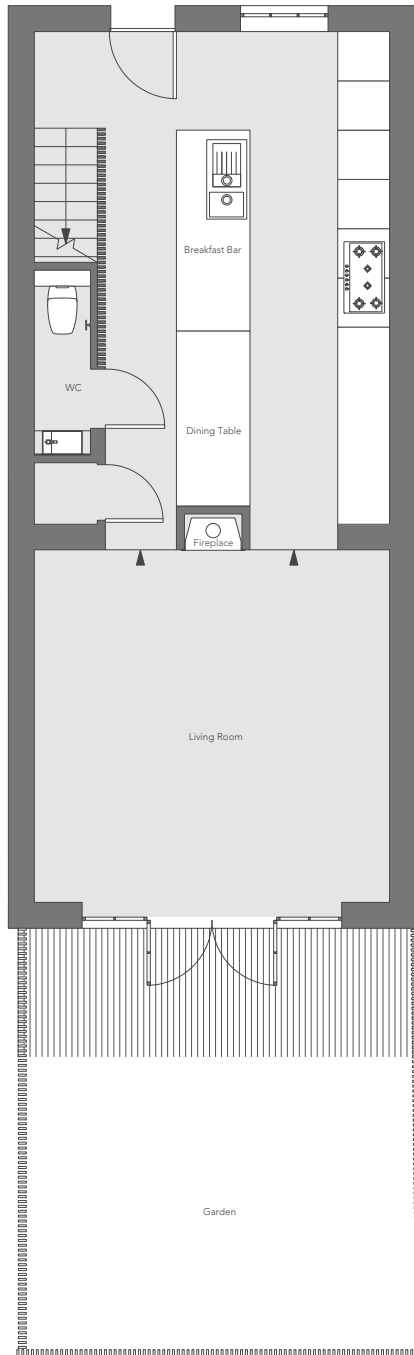 Breakfast Bar
WC
Dining Table
Fireplace
Living Room
Garden